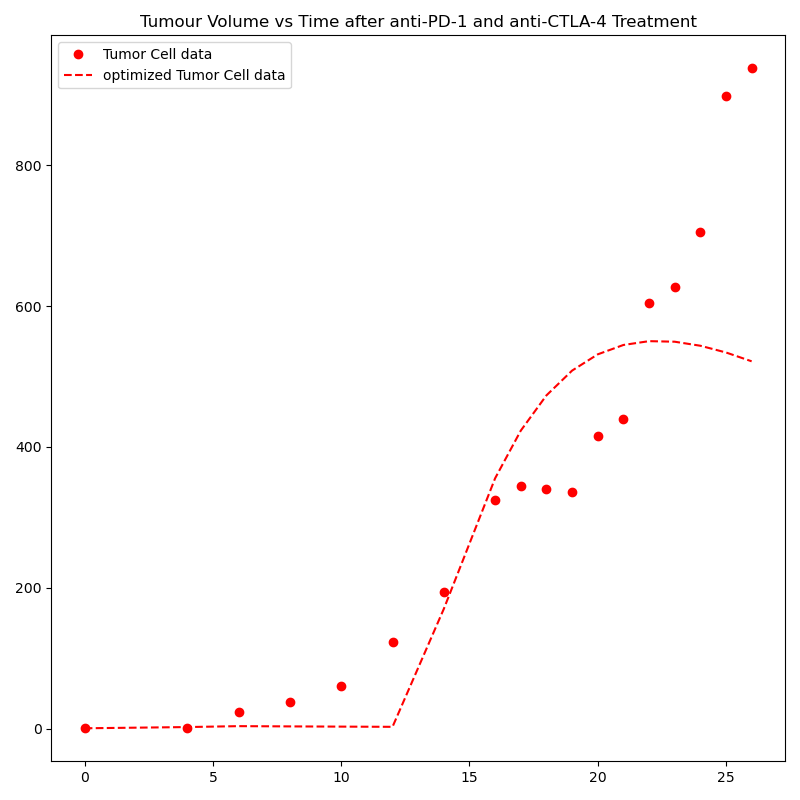 Tumour Volume vs Time after anti-PD-1 and anti-CTLA-4 Treatment
Tumor Cell data
optimized Tumor Cell data
800
600
400
200
0
0 5 10 15 20 25